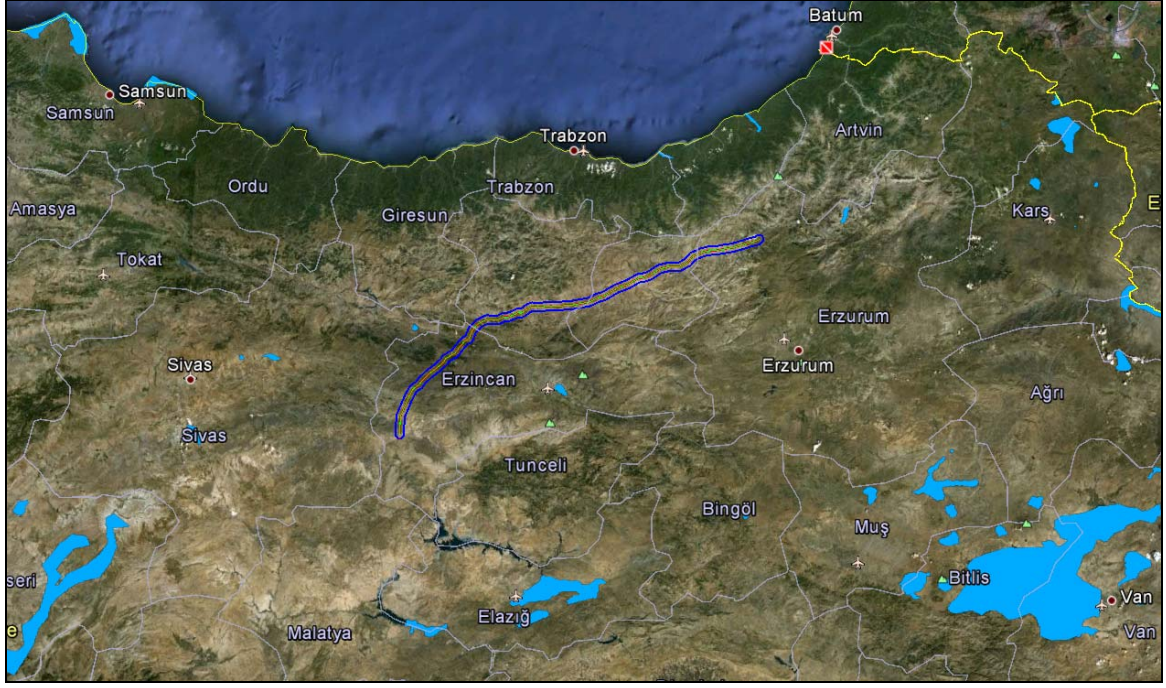 Batum
Samsun
Samsun
Trabzon
Artvin
Ordu
Trabzon
Amasya
Giresun
Kars
E
Tokat
Erzurum
Sivas
Erzincan
Erzurum
Ağrı
Sivas
Tunceli
Bingöl
Muş
seri
Bitlis
Van
Elazığ
e
Malatya
Van